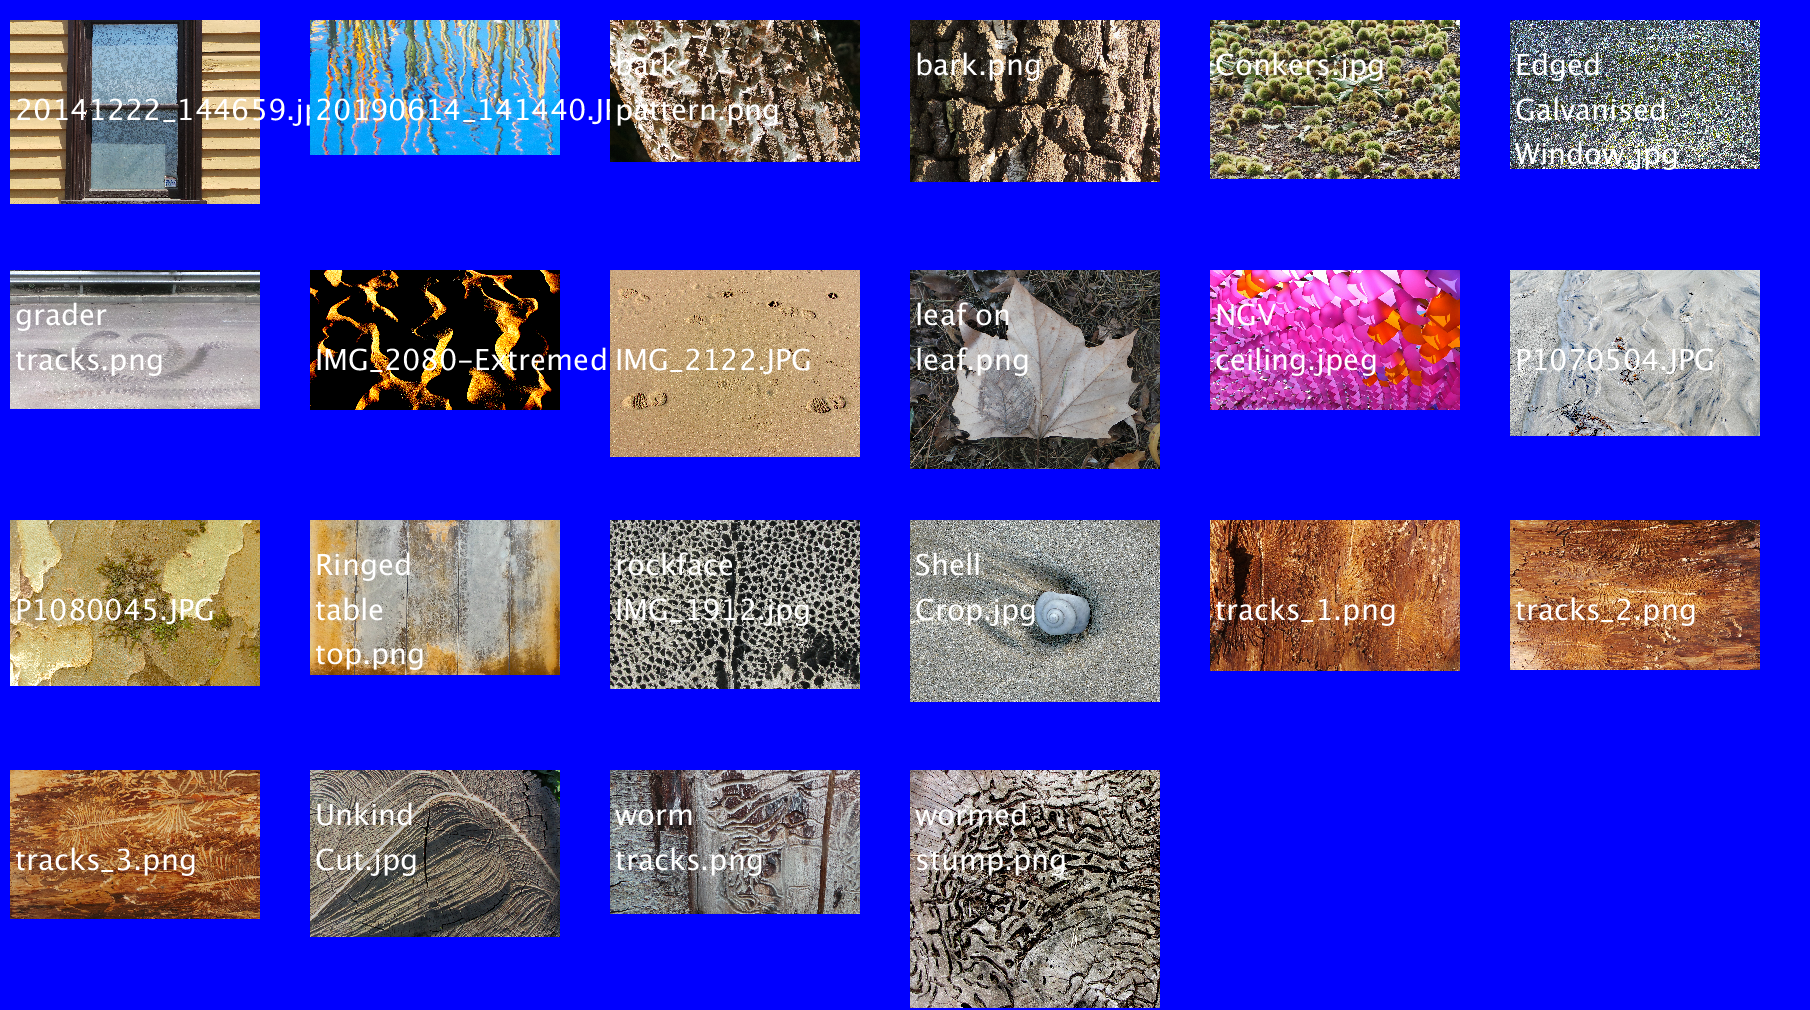 20141222_144659.jp
20190614_141440.JI
bark
pattern.png
bark.png
Conkers.jpg
Edged
Galvanised
Window.jpg
grader
tracks.png
IMG_2080-Extremed
IMG_2122.JPG
leaf on
leaf.png
NGV
ceiling.jpeg
P1070504.JPG
P1080045.JPG
Ringed
table
top.png
rockface
IMG_1912.jpg
Shell
Crop.jpg
tracks_1.png
tracks_2.png
tracks_3.png
Unkind
Cut.jpg
worm
tracks.png
wormed
stump.png